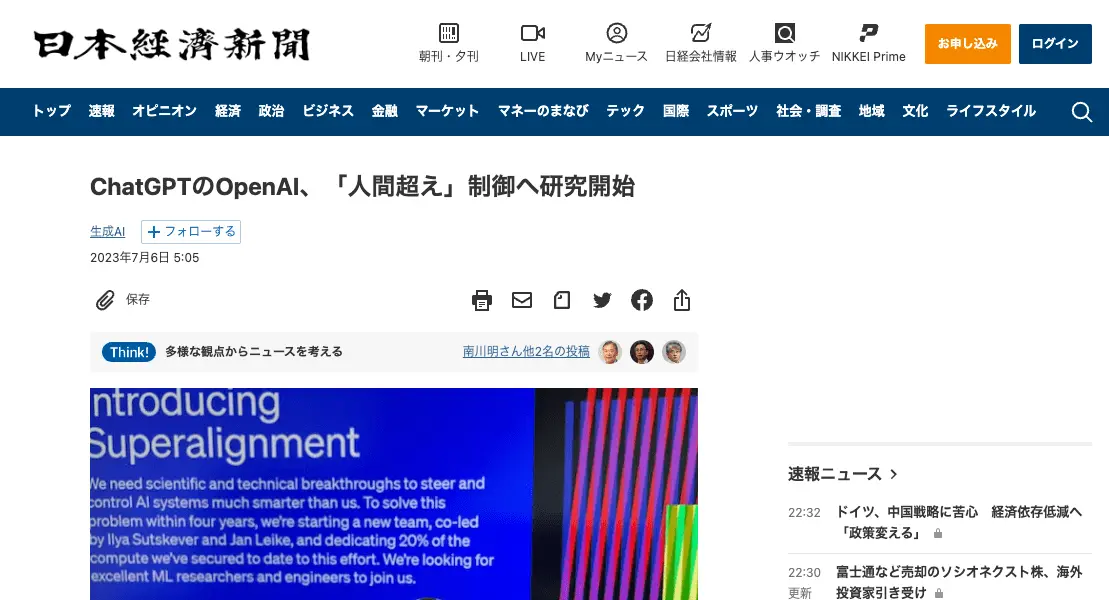 日本経済新聞
朝刊・夕刊
LIVE
Myニュース
日経会社情報
人事ウオッチ
NIKKEI Prime
お申し込み
ログイン
トップ 速報 オピニオン 経済 政治 ビジネス 金融 マーケット マネーのまなび テック 国際 スポーツ 社会・調査 地域 文化 ライフスタイル
ChatGPTのOpenAI、「人間超え」制御へ研究開始
生成AI ＋フォローする
2023年7月6日 5:05
保存
Think! 多様な観点からニュースを考える 南川明さん他2名の投稿
ntroducing
Superalignment
We need scientific and technical breakthroughs to steer and
control AI systems much smarter than us. To solve this
problem within four years, we're starting a new team, co-led
by Ilya Sutskever and Jan Leike, and dedicating 20% of the
compute we've secured to date to this effort. We're looking for
excellent ML researchers and engineers to join us.
速報ニュース
22:32 ドイツ、中国戦略に苦心 経済依存低減へ
「政策変える」
22:30 富士通など売却のソシオネクスト株、海外
更新 投資家引き受け